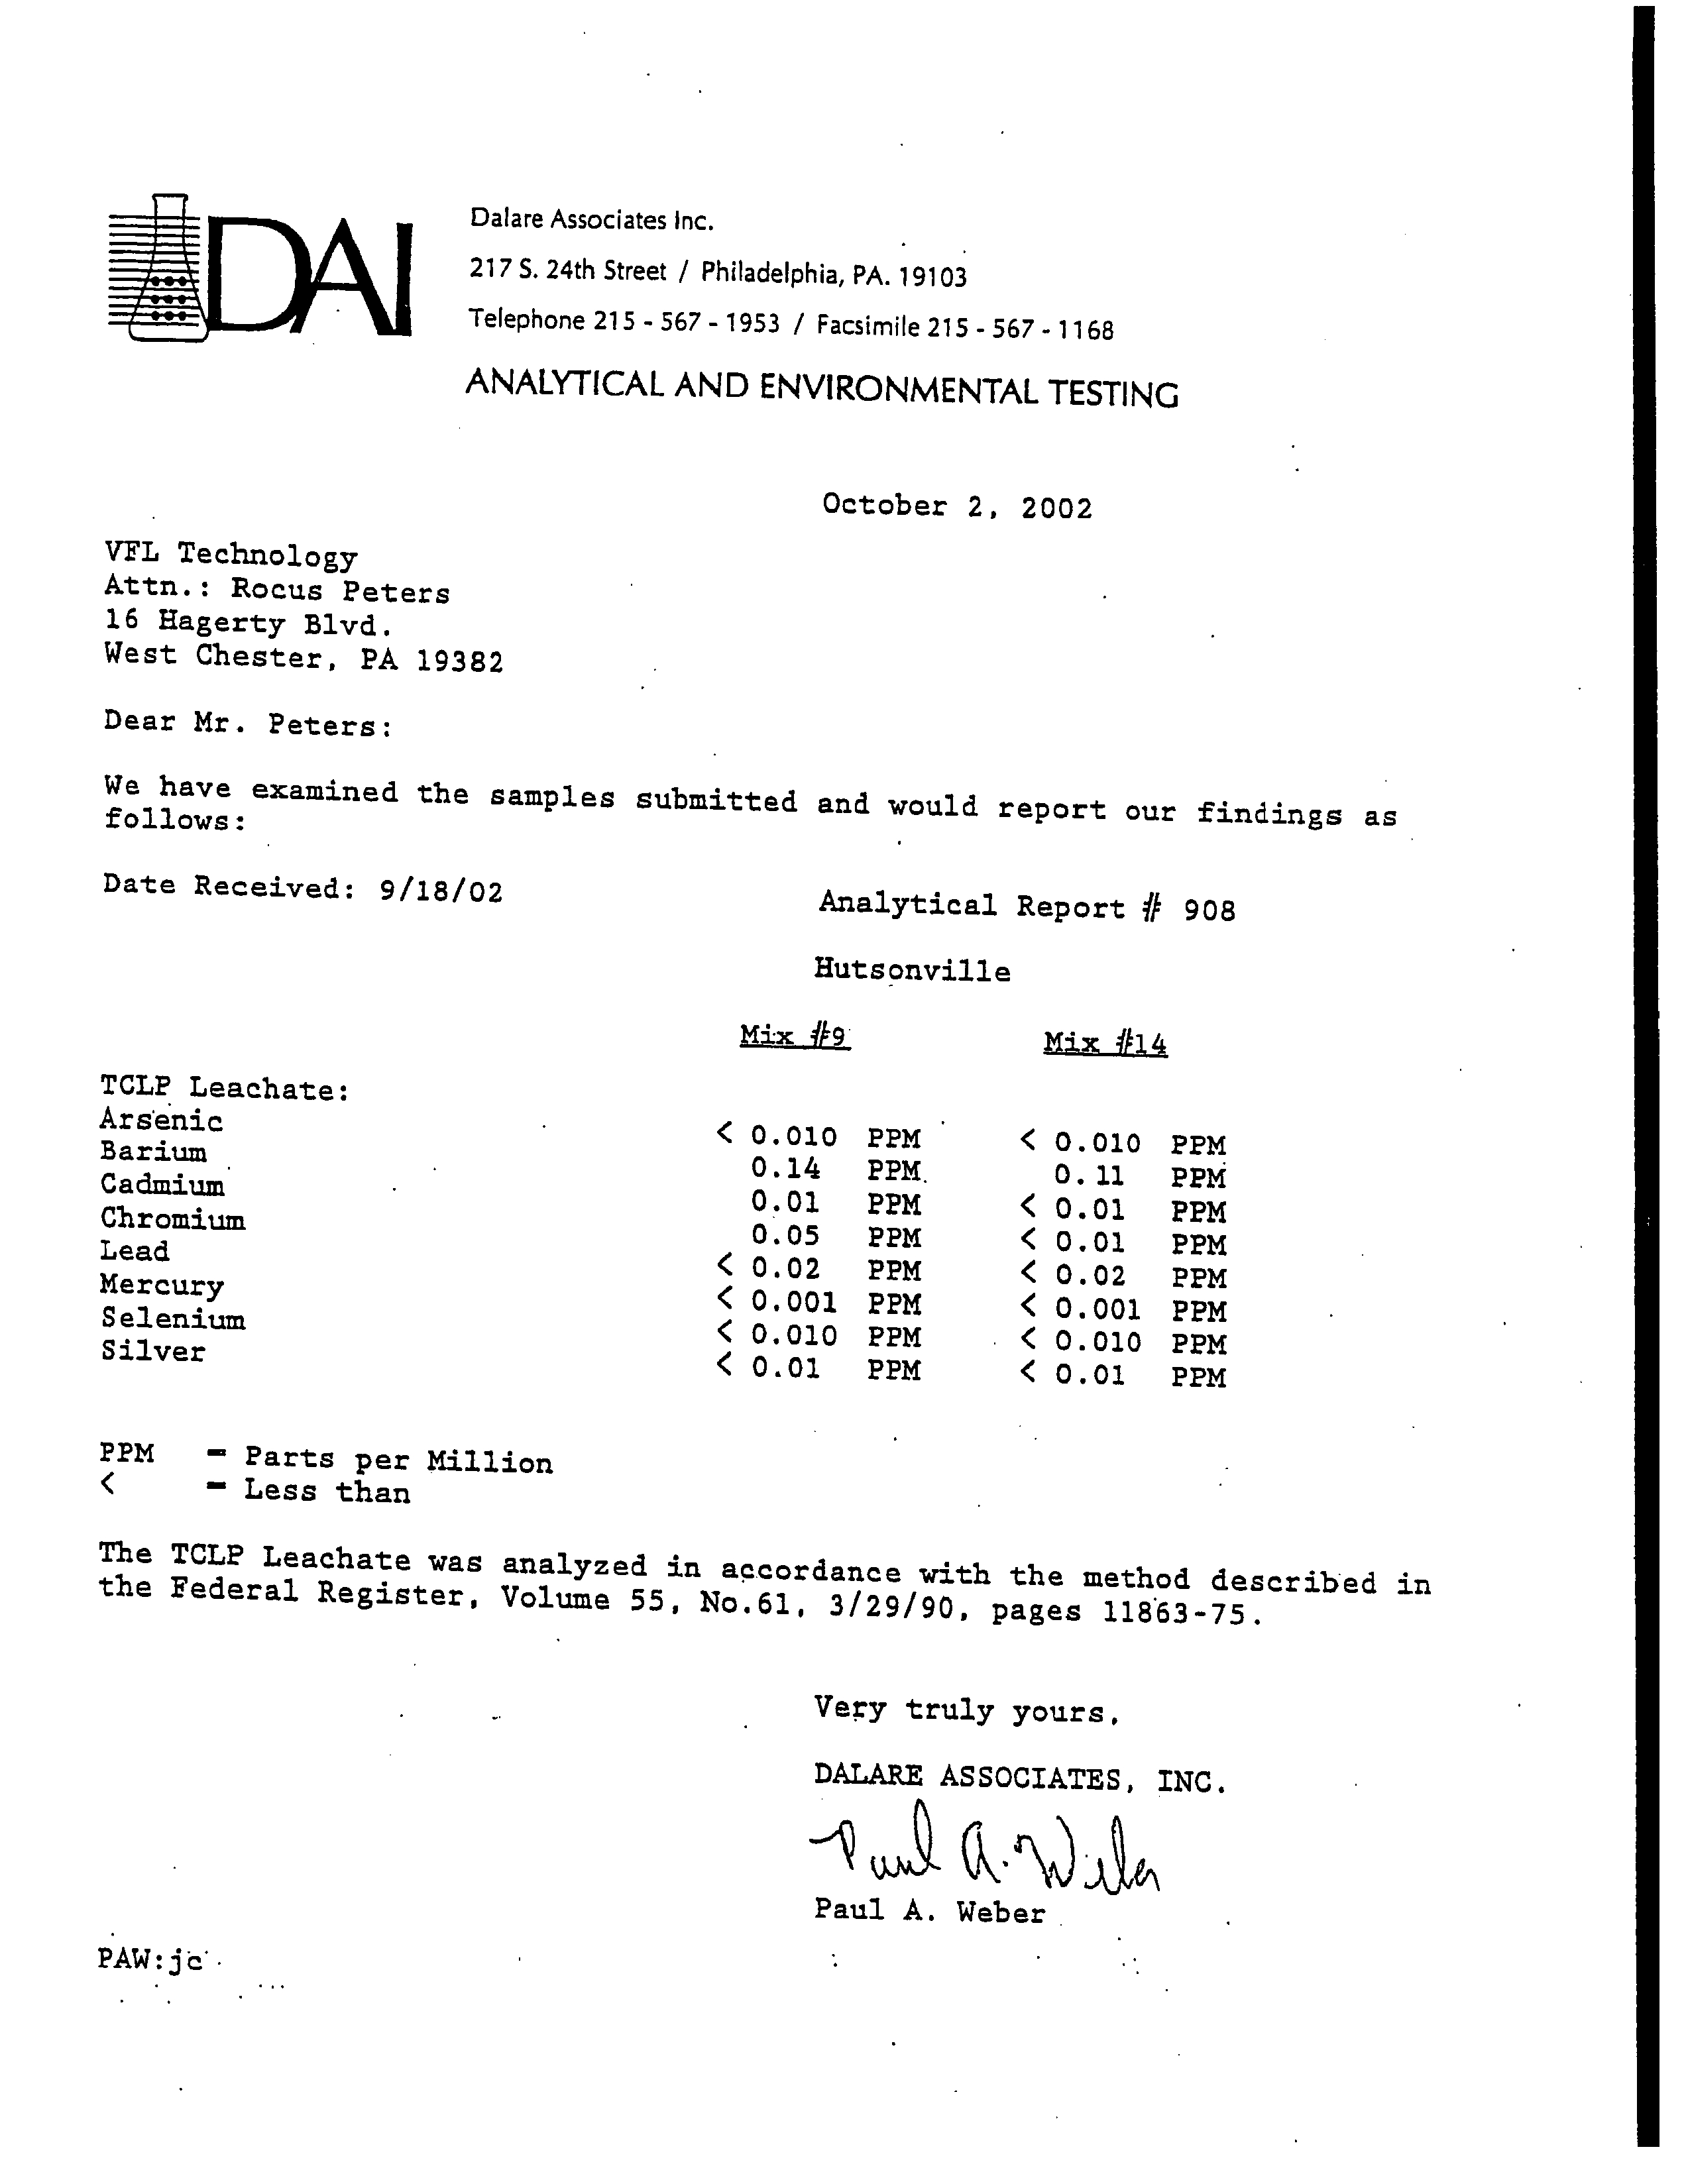 DAI
Dalare Associates Inc.
217 S. 24th Street / Philadelphia, PA. 19103
Telephone 215 - 567 - 1953 / Facsimile 215 - 567 - 1168
ANALYTICAL AND ENVIRONMENTAL TESTING
October 2, 2002
VFL Technology
Attn.: Rocus Peters
16 Hagerty Blvd.
West Chester, PA 19382
Dear Mr. Peters:
We have examined the samples submitted and would report our findings as
follows:
Date Received: 9/18/02 Analytical Report # 908
Hutsonville
Mix #9 Mix #14
TCLP Leachate:
Arsenic < 0.010 PPM < 0.010 PPM
Barium 0.14 PPM 0.11 PPM
Cadmium 0.01 PPM < 0.01 PPM
Chromium 0.05 PPM < 0.01 PPM
Lead < 0.02 PPM < 0.02 PPM
Mercury < 0.001 PPM < 0.001 PPM
Selenium < 0.010 PPM < 0.010 PPM
Silver < 0.01 PPM < 0.01 PPM
PPM = Parts per Million
< = Less than
The TCLP Leachate was analyzed in accordance with the method described in
the Federal Register, Volume 55, No.61, 3/29/90, pages 11863-75.
Very truly yours,
DALARE ASSOCIATES, INC.
Paul A. Weber
Paul A. Weber
PAW:jc